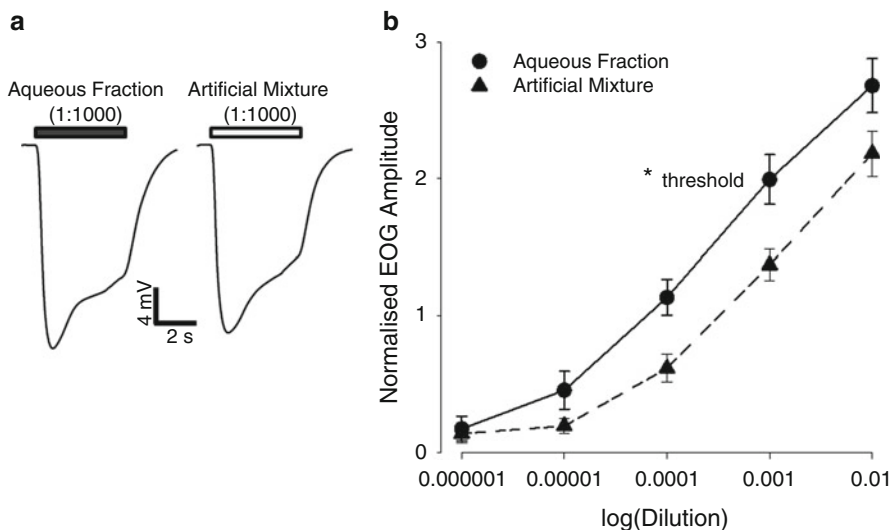 a
Aqueous Fraction
(1:1000)
Artificial Mixture
(1:1000)
4 mV
2 s
b
Aqueous Fraction
Artificial Mixture
* threshold
Normalised EOG Amplitude
3
2
1
0
0.000001 0.00001 0.0001 0.001 0.01
log(Dilution)